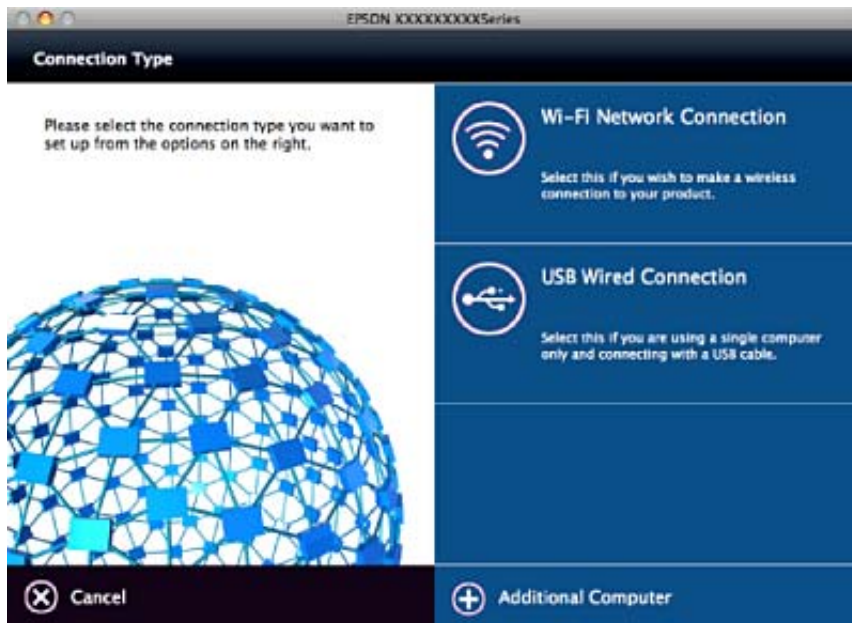 EPSON XXXXXXXXXSeries
Connection Type
Please select the connection type you want to
set up from the options on the right.
Wi-Fi Network Connection
Select this if you wish to make a wireless
connection to your product.
USB Wired Connection
Select this if you are using a single computer
only and connecting with a USB cable.
Cancel
Additional Computer